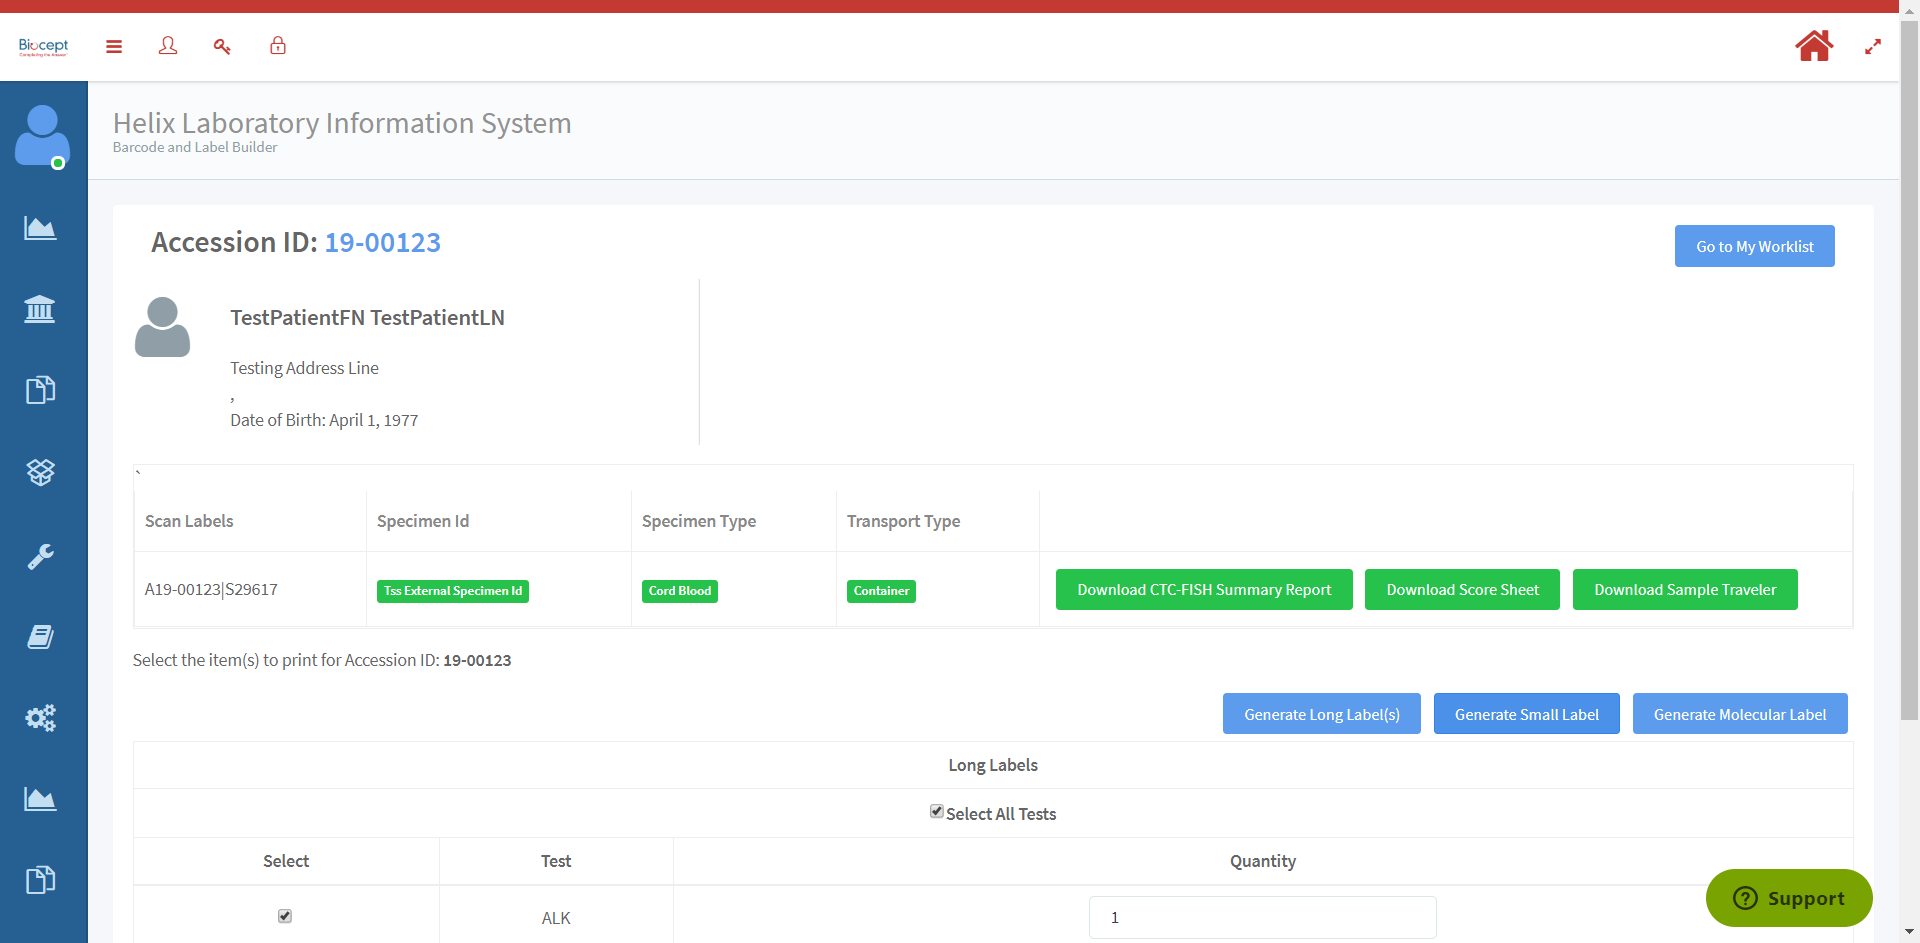 Biocept
Helix Laboratory Information System
Barcode and Label Builder
Accession ID: 19-00123
Go to My Worklist
TestPatientFN TestPatientLN
Testing Address Line
,
Date of Birth: April 1, 1977
`
Scan Labels Specimen Id Specimen Type Transport Type
A19-00123|S29617 Tss External Specimen Id Cord Blood Container Download CTC-FISH Summary Report Download Score Sheet Download Sample Traveler
Select the item(s) to print for Accession ID: 19-00123
Generate Long Label(s) Generate Small Label Generate Molecular Label
Long Labels
Select All Tests
Select Test Quantity
ALK 1
Support